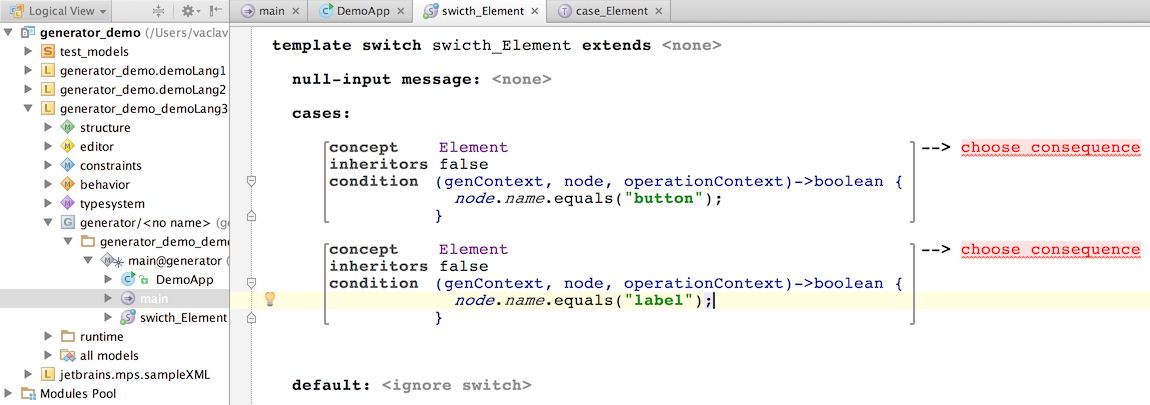 Logical View
main
DemoApp
swicth_Element
case_Element
generator_demo (/Users/vaclav
test_models
generator_demo.demoLang1
generator_demo.demoLang2
generator_demo_demoLang3
structure
editor
constraints
behavior
typesystem
generator/<no name> (g
generator_demo_demo
main@generator (
DemoApp
main
swicth_Element
runtime
all models
jetbrains.mps.sampleXML
Modules Pool
template switch swicth_Element extends <none>
null-input message: <none>
cases:
concept Element --> choose consequence
inheritors false
condition (genContext, node, operationContext)->boolean {
node.name.equals("button");
}
concept Element --> choose consequence
inheritors false
condition (genContext, node, operationContext)->boolean {
node.name.equals("label");
}
default: <ignore switch>